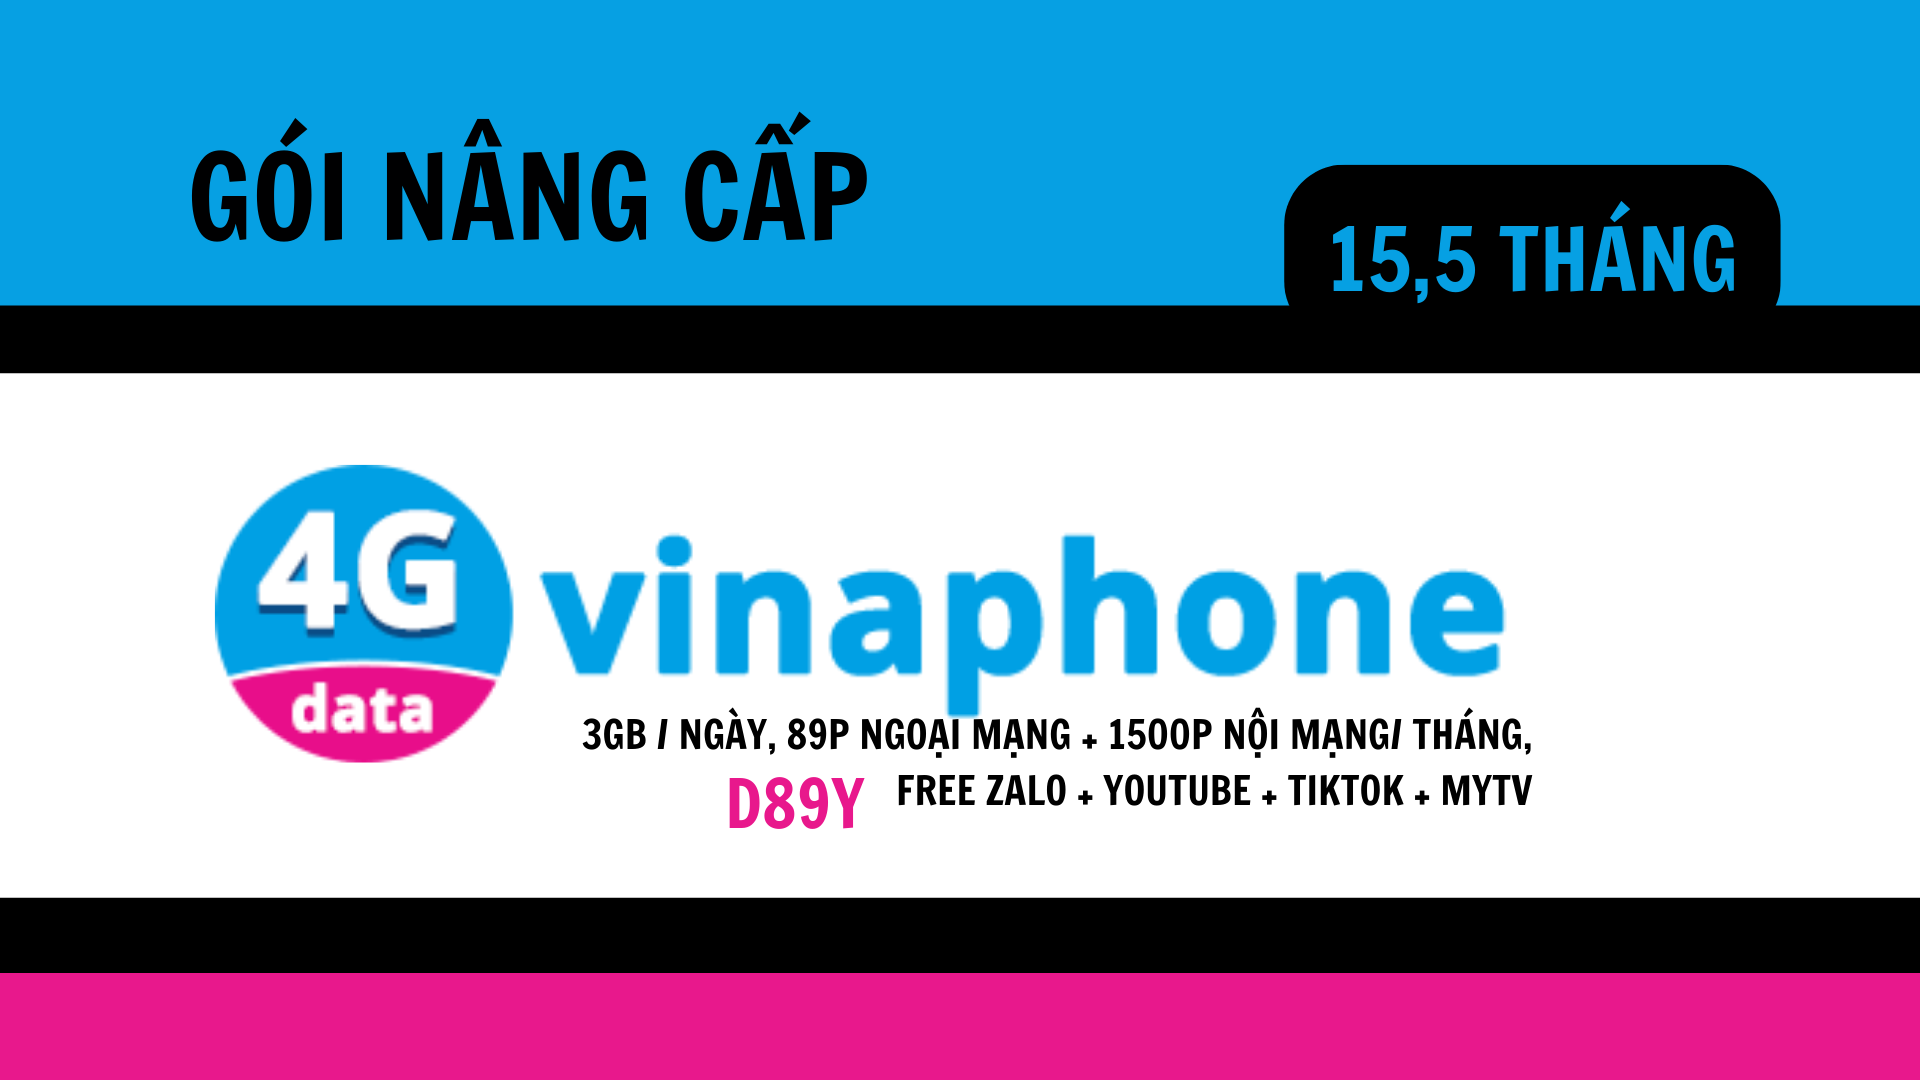 GÓI NÂNG CẤP
15,5 THÁNG
4G
data
vinaphone
3GB / NGÀY, 89P NGOẠI MẠNG + 1500P NỘI MẠNG/ THÁNG,
D89Y FREE ZALO + YOUTUBE + TIKTOK + MYTV